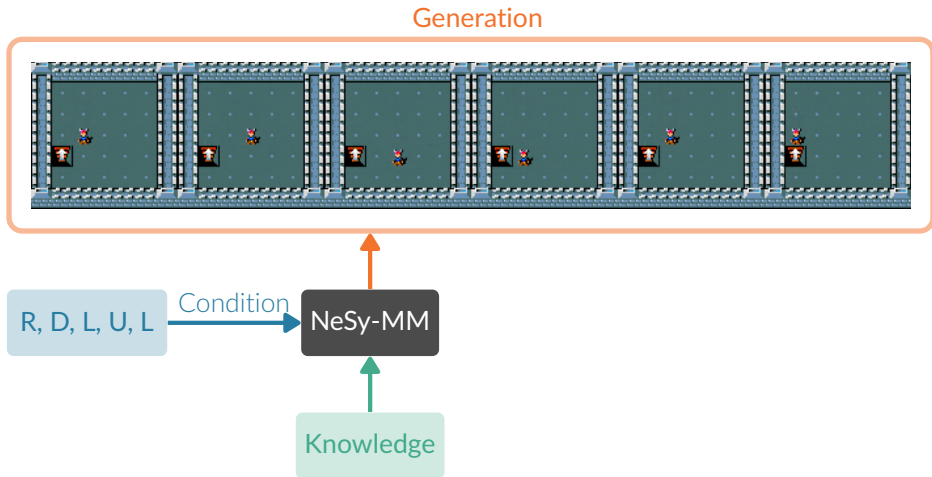 Generation
R, D, L, U, L
Condition
NeSy-MM
Knowledge